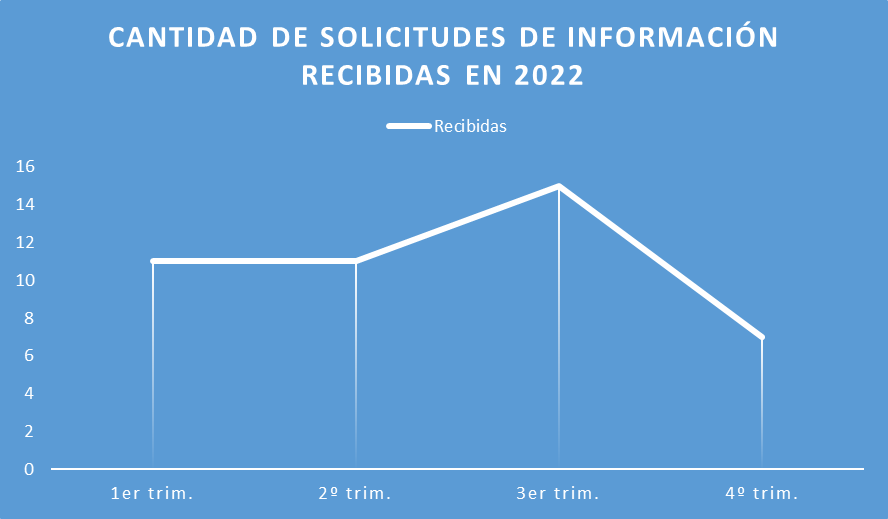 CANTIDAD DE SOLICITUDES DE INFORMACIÓN
RECIBIDAS EN 2022
Recibidas
16
14
12
10
8
6
4
2
0
1er trim.
2º trim.
3er trim.
4º trim.